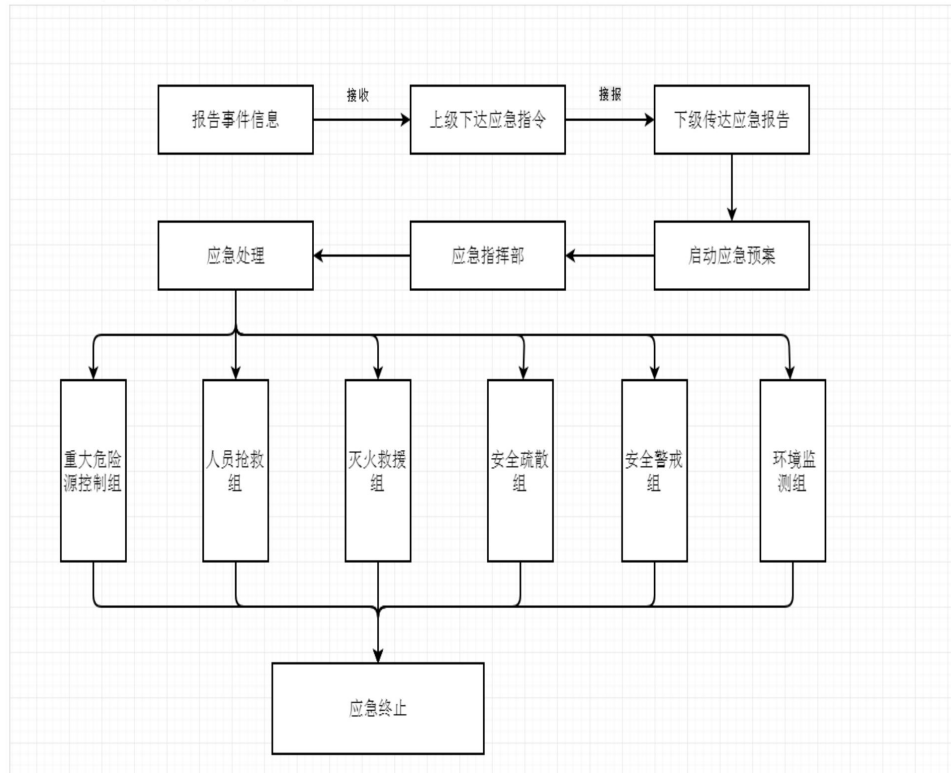 接收
接报
报告事件信息
上级下达应急指令
下级传达应急报告
应急处理
应急指挥部
启动应急预案
重大危险
源控制组
人员抢救
组
灭火救援
组
安全疏散
组
安全警戒
组
环境监
测组
应急终止